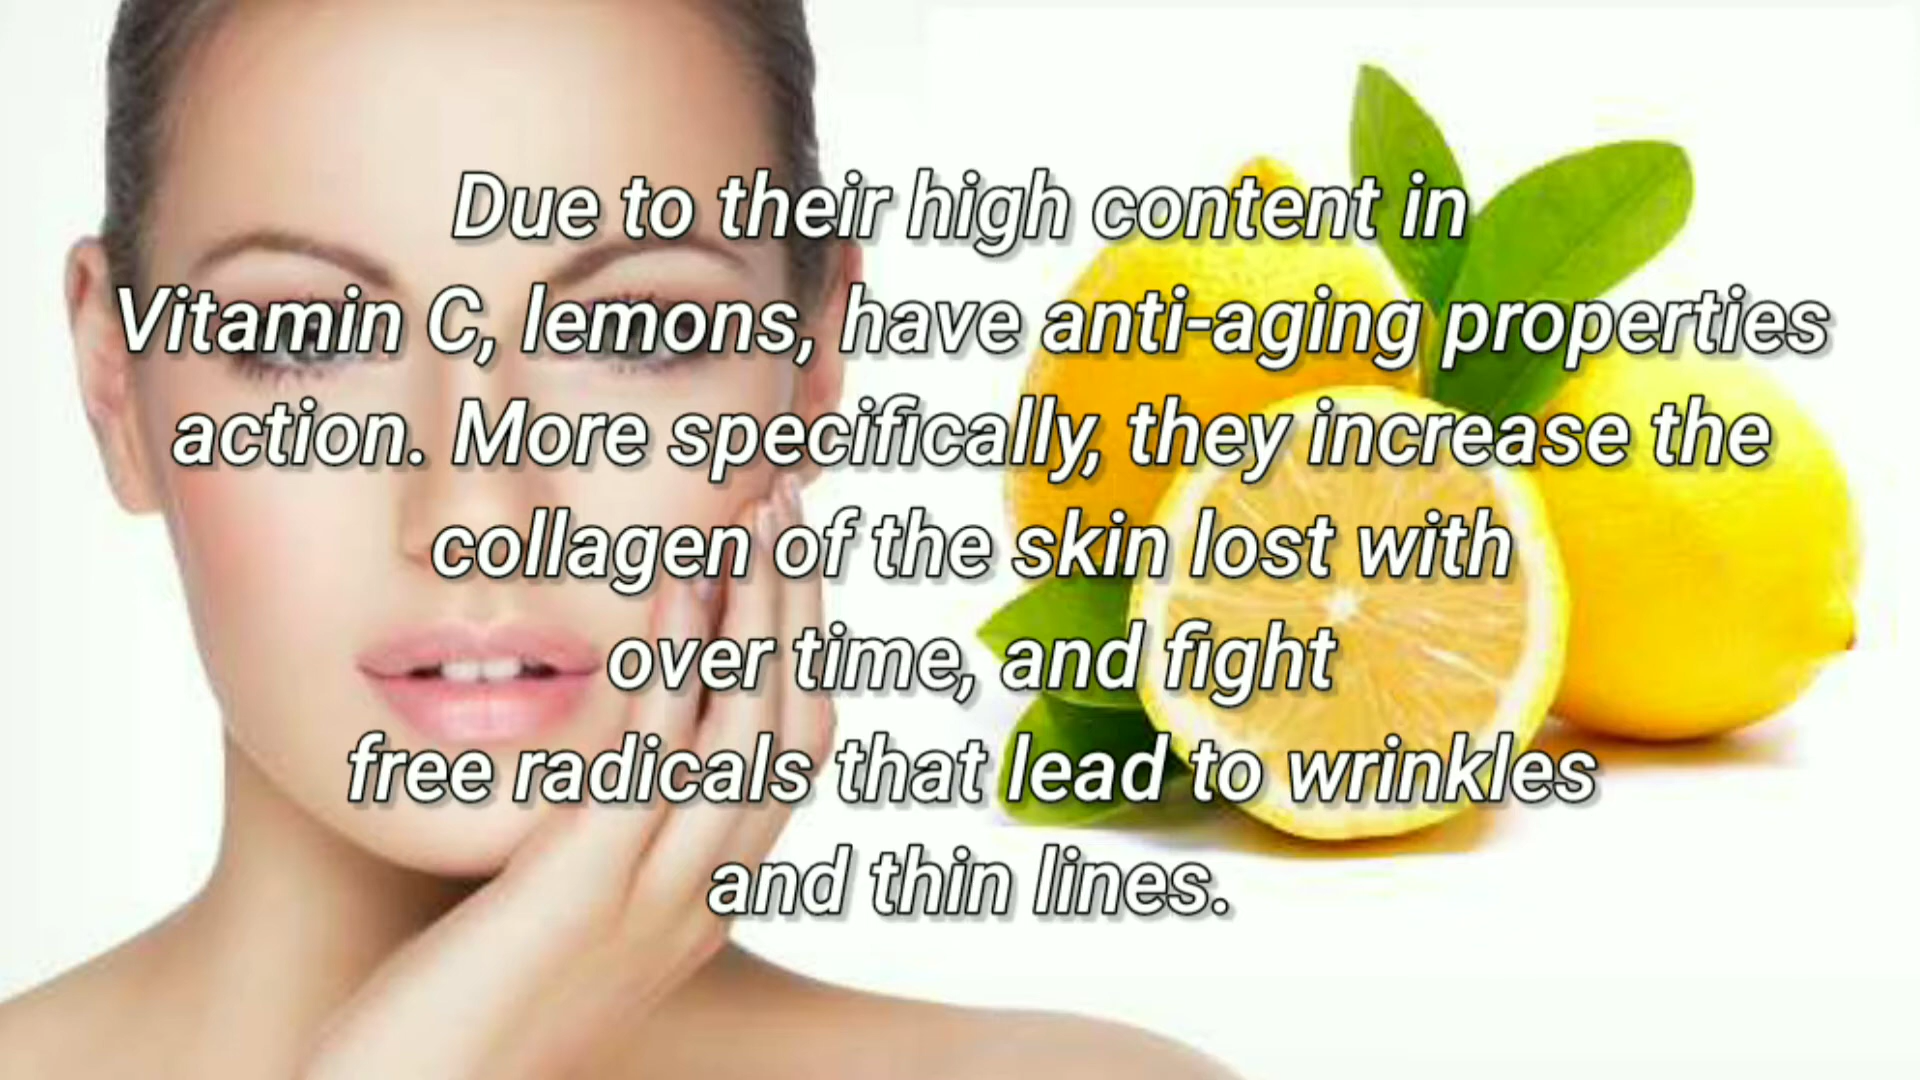 Due to their high content in
Vitamin C, lemons, have anti-aging properties
action. More specifically, they increase the
collagen of the skin lost with
over time, and fight
free radicals that lead to wrinkles
and thin lines.